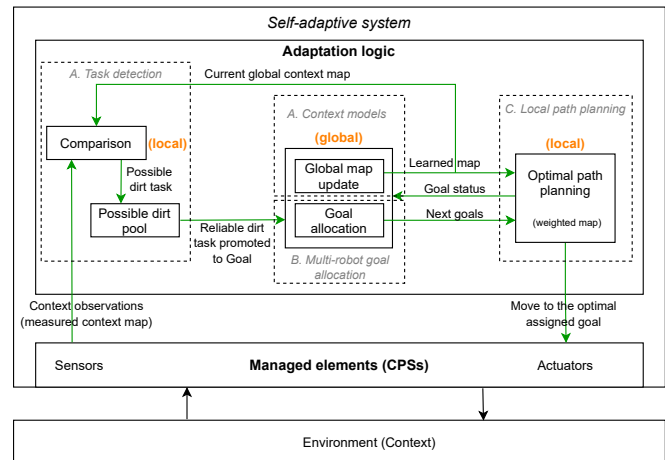 Self-adaptive system
Adaptation logic
A. Task detection
Current global context map
A. Context models
C. Local path planning
(global)
Comparison
(local)
(local)
Possible
dirt task
Global map
update
Learned map
Optimal path
planning
(weighted map)
Goal status
Possible dirt
pool
Goal
allocation
Next goals
Reliable dirt
task promoted
to Goal
B. Multi-robot goal
allocation
Context observations
(measured context map)
Move to the optimal
assigned goal
Sensors
Managed elements (CPSs)
Actuators
Environment (Context)